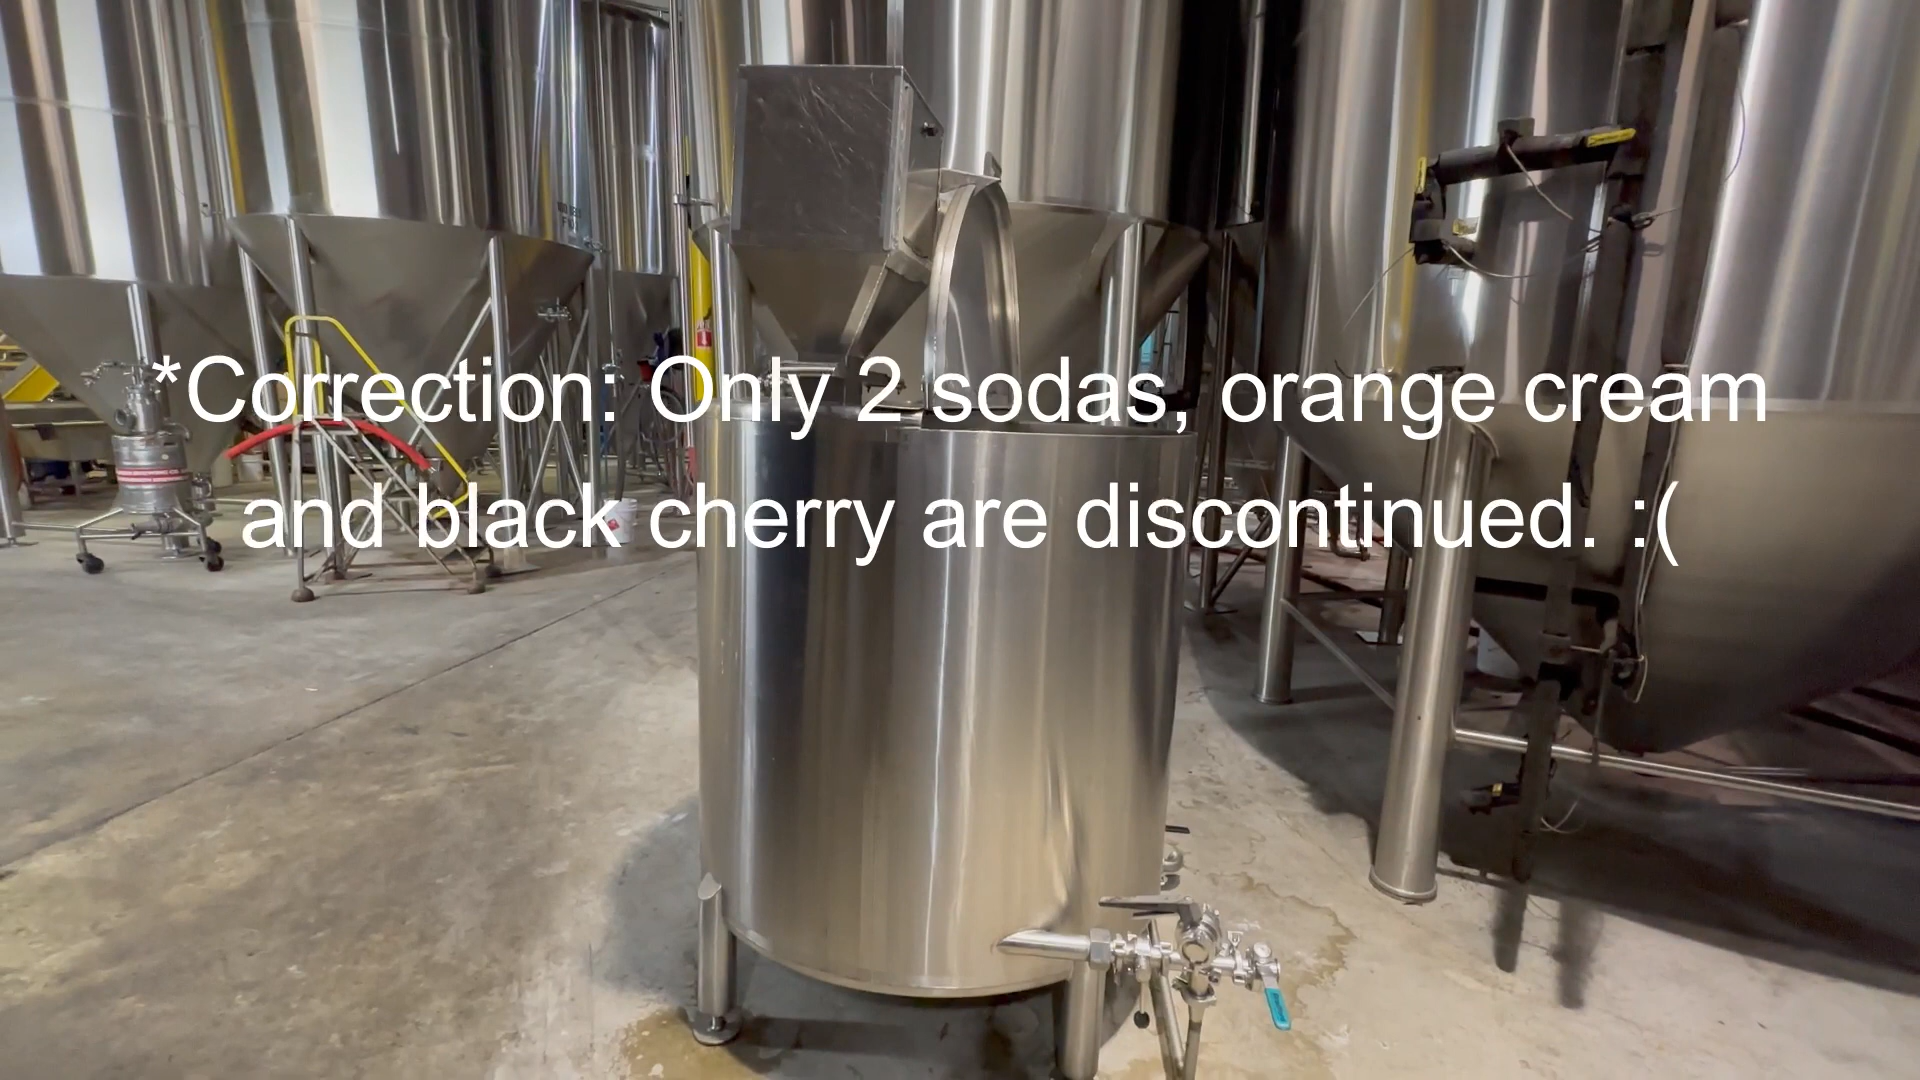 *Correction: Only 2 sodas, orange cream
and black cherry are discontinued. :(